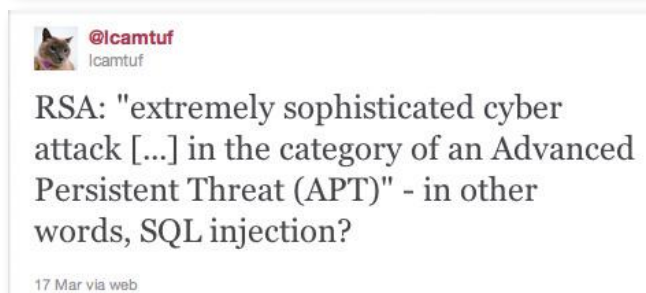 @lcamtuf
lcamtuf
RSA: "extremely sophisticated cyber
attack [...] in the category of an Advanced
Persistent Threat (APT)" - in other
words, SQL injection?
17 Mar via web